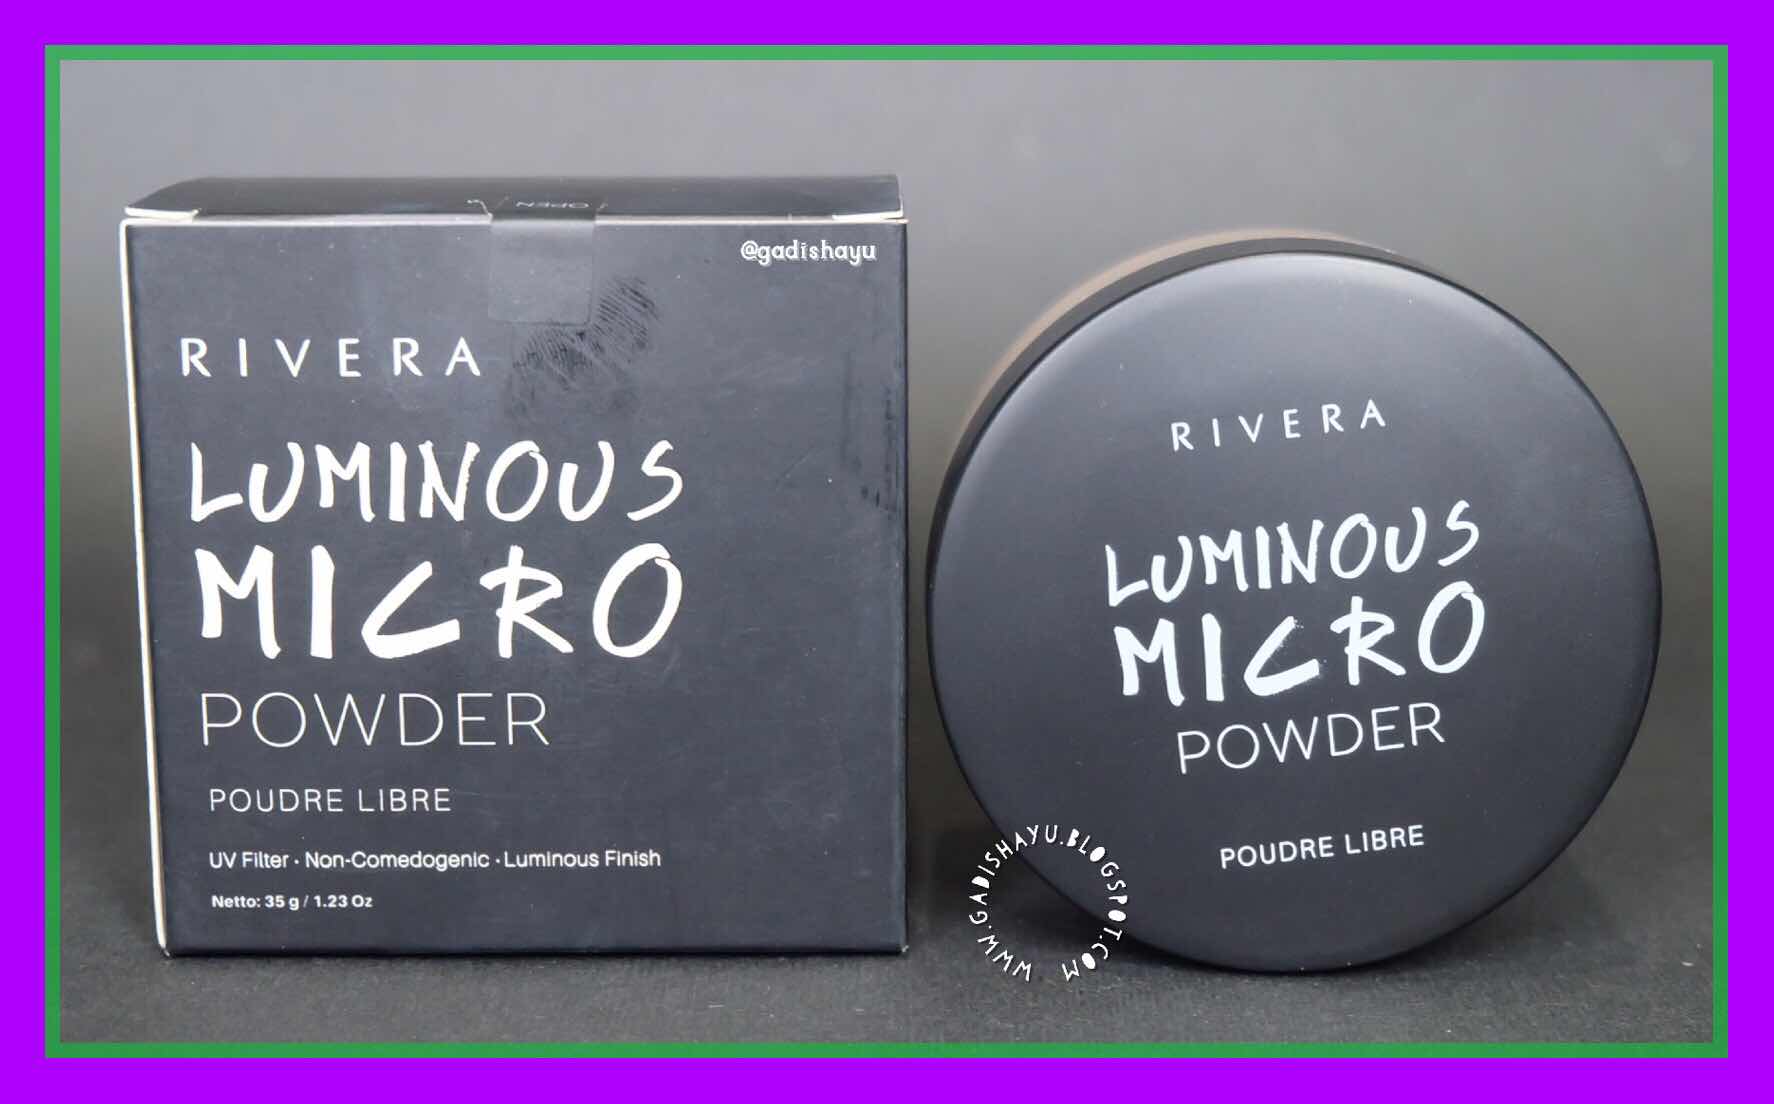 OPEN
@gadishayu
RIVERA
LUMINOUS
MICRO
POWDER
POUDRE LIBRE
UV Filter · Non-Comedogenic · Luminous Finish
Netto: 35 g / 1.23 Oz
RIVERA
LUMINOUS
MICRO
POWDER
POUDRE LIBRE
WWW.GADISHAYU.BLOGSPOT.COM